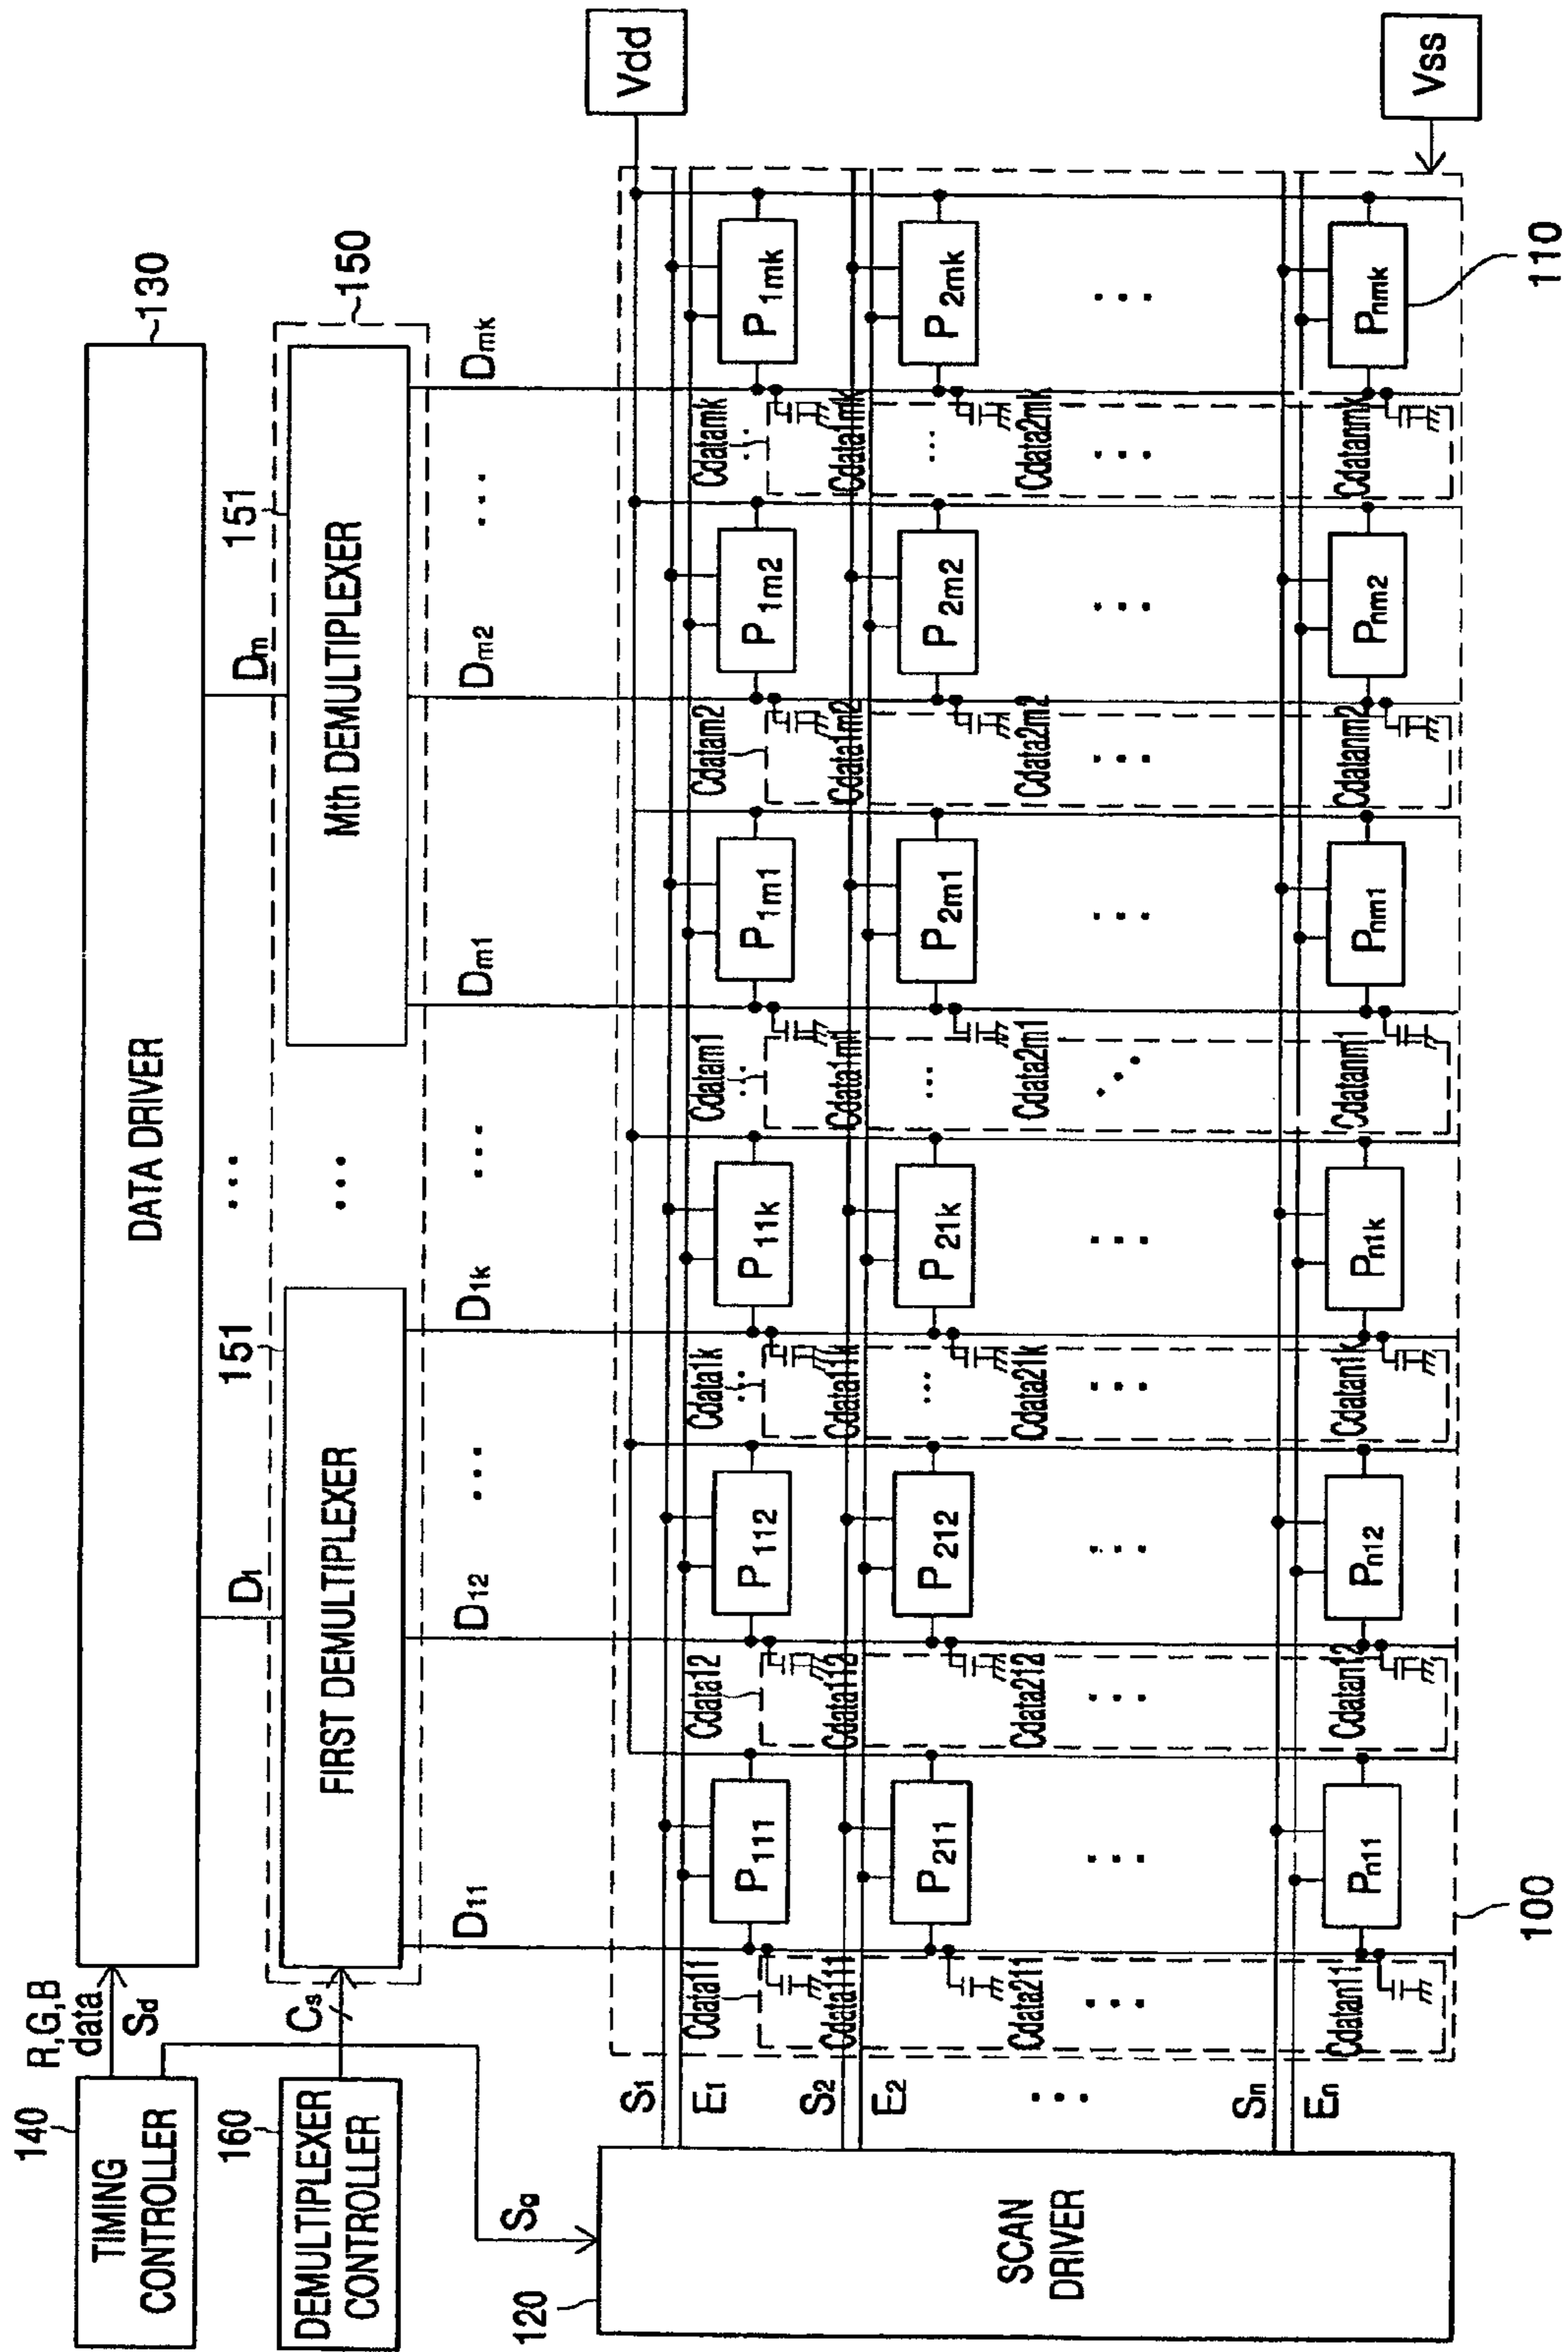 140
TIMING
CONTROLLER
R,G,B
data
Sd
DATA DRIVER
130
160
DEMULTIPLEXER
CONTROLLER
Cs
D1
...
Dm
151
151
150
FIRST DEMULTIPLEXER
...
Mth DEMULTIPLEXER
D11
D12
...
D1k
...
Dm1
Dm2
...
Dmk
Sg
120
SCAN
DRIVER
Vdd
S1
E1
Cdata11
Cdata12
Cdata1k
Cdatam1
Cdatam2
Cdatamk
... ... ...
P111
P112
P11k
P1m1
P1m2
P1mk
Cdata111
Cdata112
Cdata11k
Cdata1mk
Cdata1m2
Cdata1mk
S2
E2
P211
P212
...
P21k
...
P2m1
P2m2
...
P2mk
Cdata211
Cdata212
Cdata21k
Cdata2m1
Cdata2m2
Cdata2mk
... ... ... ... ... ... ... ... ... ... ... ... ...
Sn
En
Cdatan11
Cdatan12
Cdatan1k
Cdatanm1
Cdatanm2
Cdatanmk
Pn11
Pn12
Pn1k
Pnm1
Pnm2
Pnmk
Vss
100
110